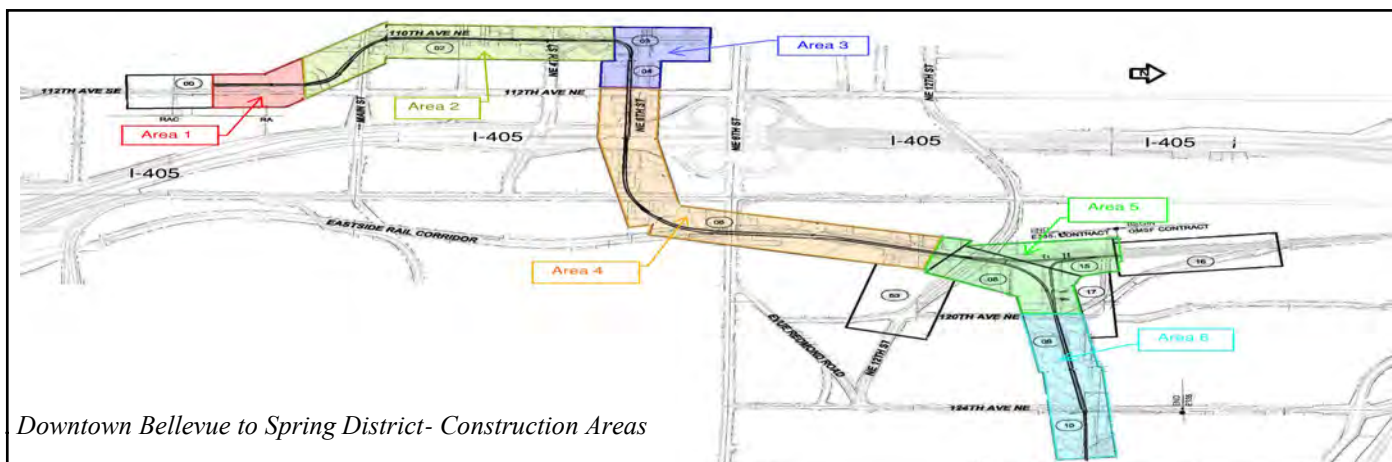 110TH AVE NE
03
Area 3
02
NE 4TH ST
04
00
112TH AVE SE
MAIN ST
Area 2
112TH AVE NE
NE 12TH ST
RAC
RA
Area 1
NE 6TH ST
NE 8TH ST
I-405
I-405
I-405
I-405
EASTSIDE RAIL CORRIDOR
06
Area 5
CONTRACT
OMSF CONTRACT
Area 4
15
16
17
53
120TH AVE NE
NE 12TH ST
Area 6
124TH AVE NE
END
10
Downtown Bellevue to Spring District- Construction Areas